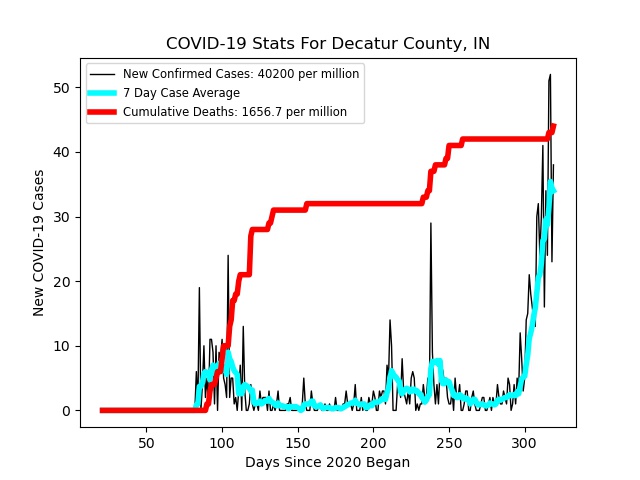 COVID-19 Stats For Decatur County, IN
New Confirmed Cases: 40200 per million
7 Day Case Average
Cumulative Deaths: 1656.7 per million
New COVID-19 Cases
50
40
30
20
10
0
50 100 150 200 250 300
Days Since 2020 Began